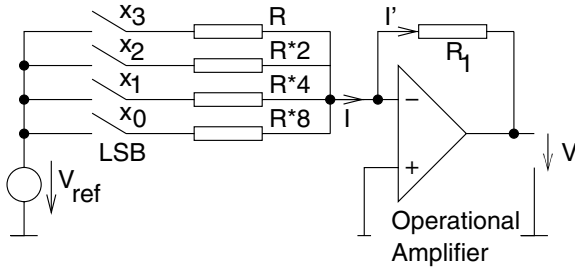 x3 R I'
x2 R*2 R1
x1 R*4
x0 R*8 I − +
LSB
Vref
V
Operational
Amplifier